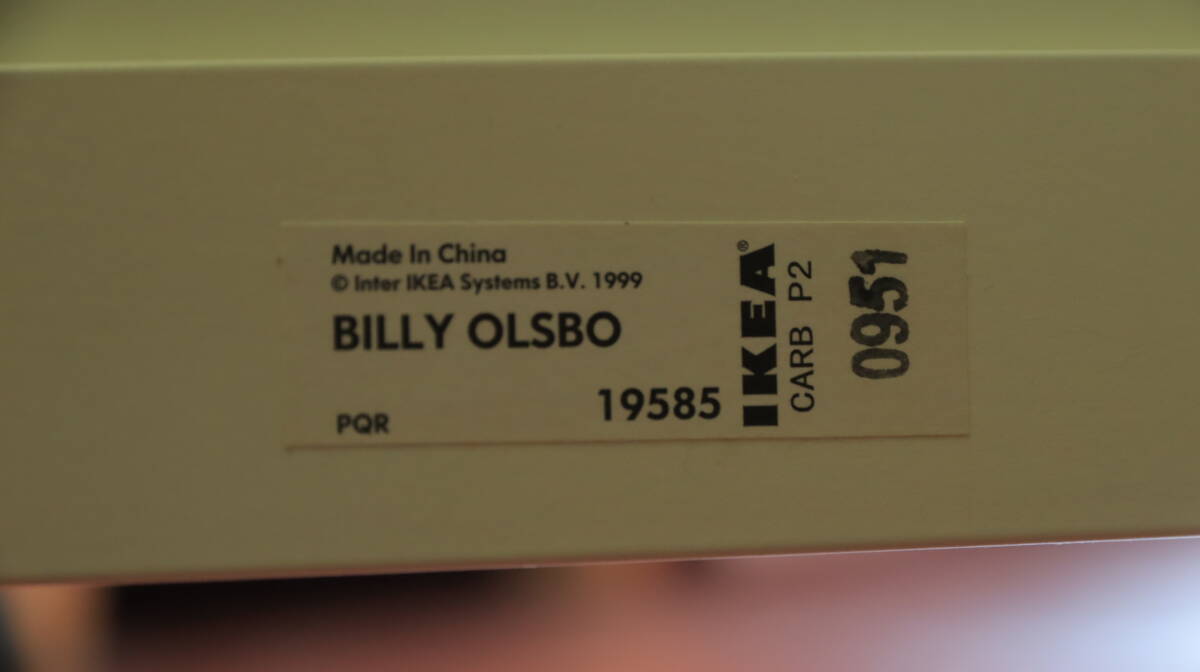 Made In China
© Inter IKEA Systems B.V. 1999
BILLY OLSBO
19585
PQR
IKEA®
CARB P2
0951